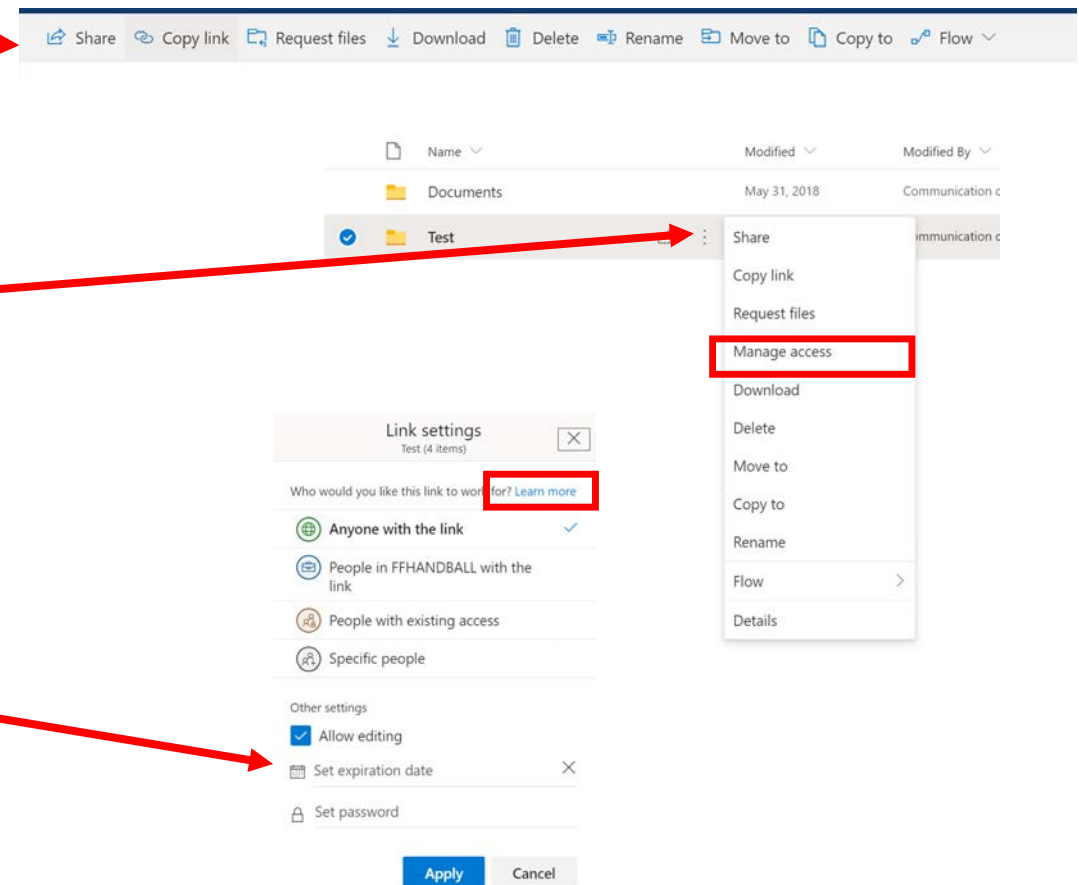 Share Copy link Request files Download Delete Rename Move to Copy to Flow
Name Modified Modified By
Documents May 31, 2018 Communication
Test
Share
Copy link
Request files
Manage access
Download
Delete
Move to
Copy to
Rename
Flow
Details
Link settings
Test (4 items)
Who would you like this link to work for? Learn more
Anyone with the link
People in FFHANDBALL with the
link
People with existing access
Specific people
Other settings
Allow editing
Set expiration date
Set password
Apply Cancel